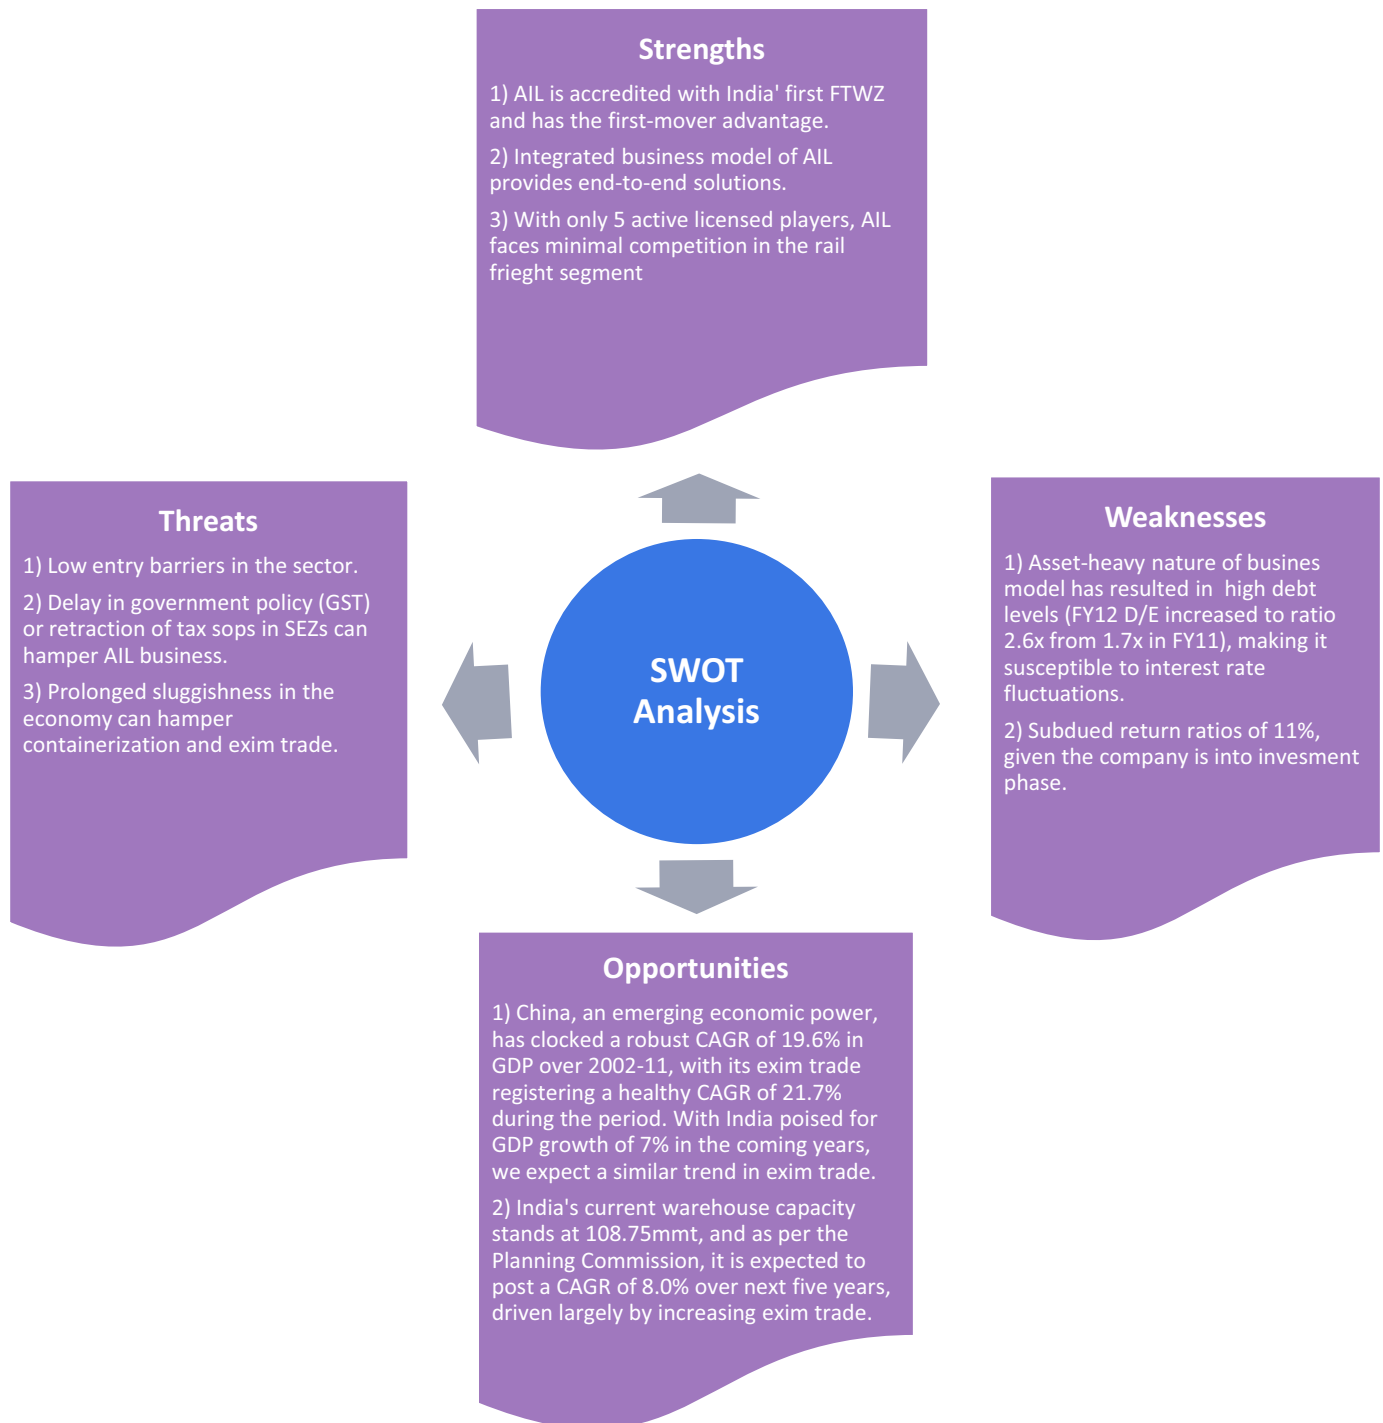 Strengths
1) AIL is accredited with India' first FTWZ
and has the first-mover advantage.
2) Integrated business model of AIL
provides end-to-end solutions.
3) With only 5 active licensed players, AIL
faces minimal competition in the rail
frieght segment
Threats
1) Low entry barriers in the sector.
2) Delay in government policy (GST)
or retraction of tax sops in SEZs can
hamper AIL business.
3) Prolonged sluggishness in the
economy can hamper
containerization and exim trade.
SWOT
Analysis
Weaknesses
1) Asset-heavy nature of busines
model has resulted in  high debt
levels (FY12 D/E increased to ratio
2.6x from 1.7x in FY11), making it
susceptible to interest rate
fluctuations.
2) Subdued return ratios of 11%,
given the company is into invesment
phase.
Opportunities
1) China, an emerging economic power,
has clocked a robust CAGR of 19.6% in
GDP over 2002-11, with its exim trade
registering a healthy CAGR of 21.7%
during the period. With India poised for
GDP growth of 7% in the coming years,
we expect a similar trend in exim trade.
2) India's current warehouse capacity
stands at 108.75mmt, and as per the
Planning Commission, it is expected to
post a CAGR of 8.0% over next five years,
driven largely by increasing exim trade.